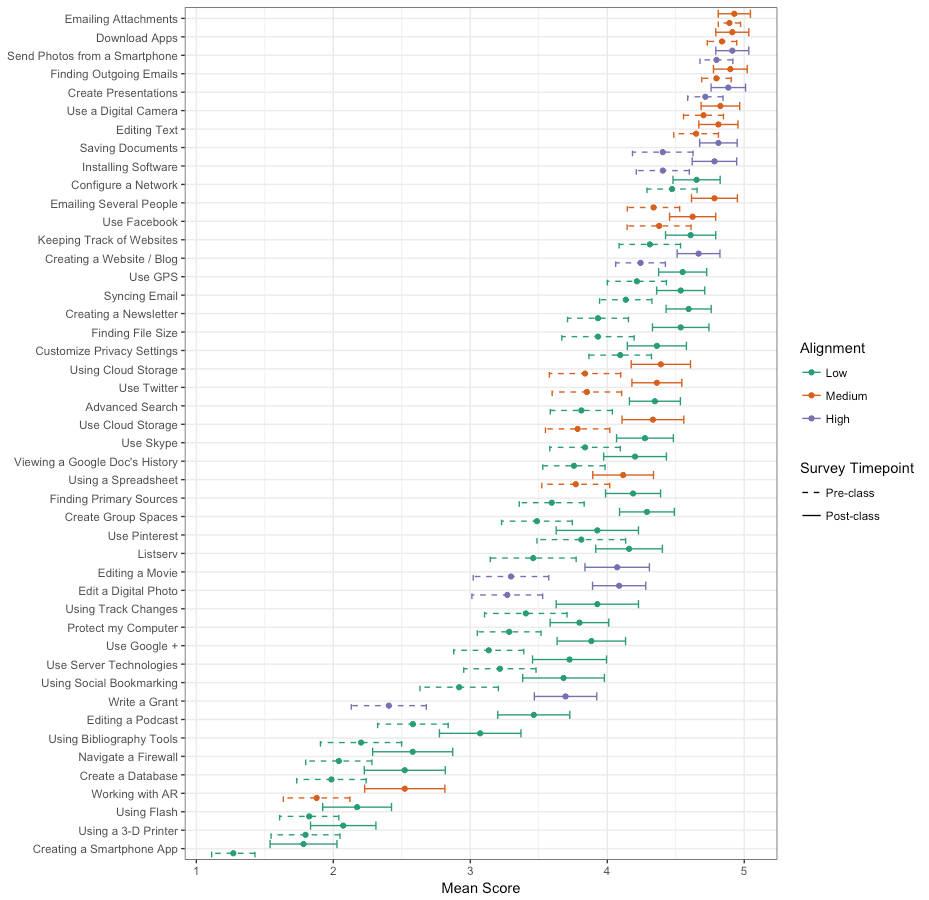 Emailing Attachments
Download Apps
Send Photos from a Smartphone
Finding Outgoing Emails
Create Presentations
Use a Digital Camera
Editing Text
Saving Documents
Installing Software
Configure a Network
Emailing Several People
Use Facebook
Keeping Track of Websites
Creating a Website / Blog
Use GPS
Syncing Email
Creating a Newsletter
Finding File Size
Customize Privacy Settings
Using Cloud Storage
Use Twitter
Advanced Search
Use Cloud Storage
Use Skype
Viewing a Google Doc's History
Using a Spreadsheet
Finding Primary Sources
Create Group Spaces
Use Pinterest
Listserv
Editing a Movie
Edit a Digital Photo
Using Track Changes
Protect my Computer
Use Google +
Use Server Technologies
Using Social Bookmarking
Write a Grant
Editing a Podcast
Using Bibliography Tools
Navigate a Firewall
Create a Database
Working with AR
Using Flash
Using a 3-D Printer
Creating a Smartphone App
1 2 3 4 5
Mean Score
Alignment
Low
Medium
High
Survey Timepoint
Pre-class
Post-class